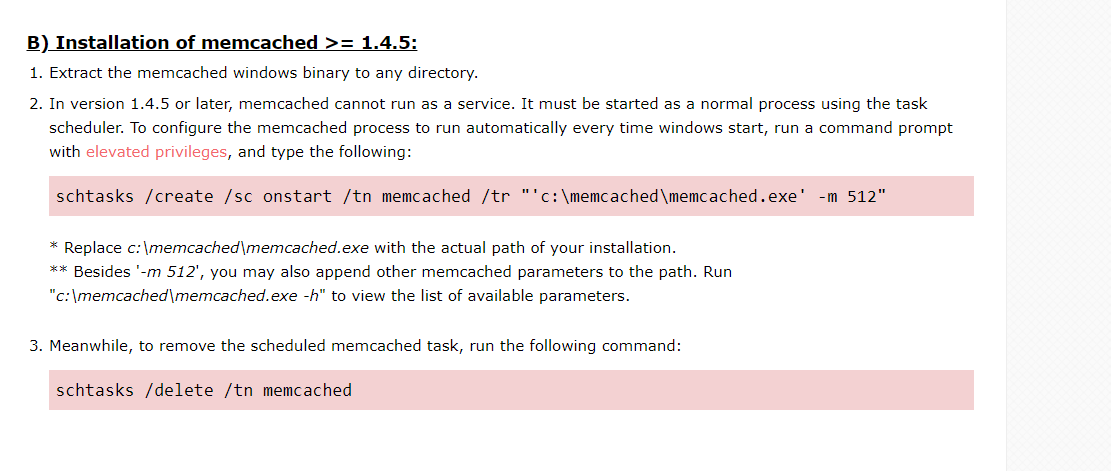 B) Installation of memcached >= 1.4.5:
1. Extract the memcached windows binary to any directory.
2. In version 1.4.5 or later, memcached cannot run as a service. It must be started as a normal process using the task
scheduler. To configure the memcached process to run automatically every time windows start, run a command prompt
with elevated privileges, and type the following:
schtasks /create /sc onstart /tn memcached /tr "'c:\memcached\memcached.exe' -m 512"
* Replace c:\memcached\memcached.exe with the actual path of your installation.
** Besides '-m 512', you may also append other memcached parameters to the path. Run
"c:\memcached\memcached.exe -h" to view the list of available parameters.
3. Meanwhile, to remove the scheduled memcached task, run the following command:
schtasks /delete /tn memcached